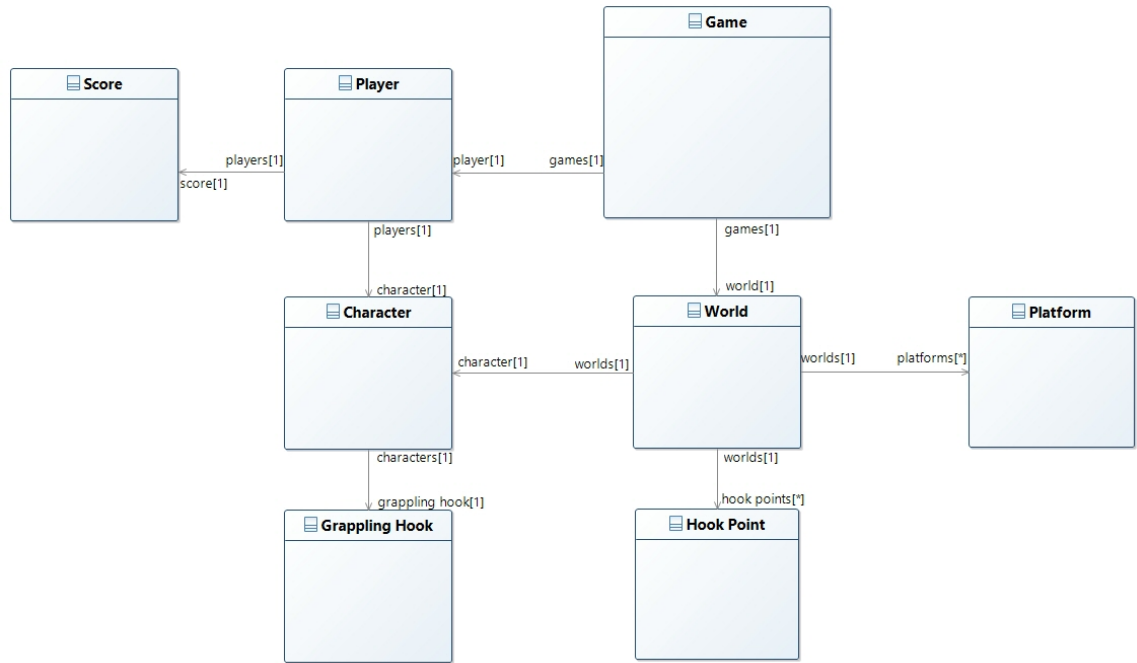 Game
Score
Player
players[1]
score[1]
player[1]
games[1]
players[1]
games[1]
character[1]
world[1]
Character
World
Platform
character[1]
worlds[1]
worlds[1]
platforms[*]
characters[1]
worlds[1]
grappling hook[1]
hook points[*]
Grappling Hook
Hook Point